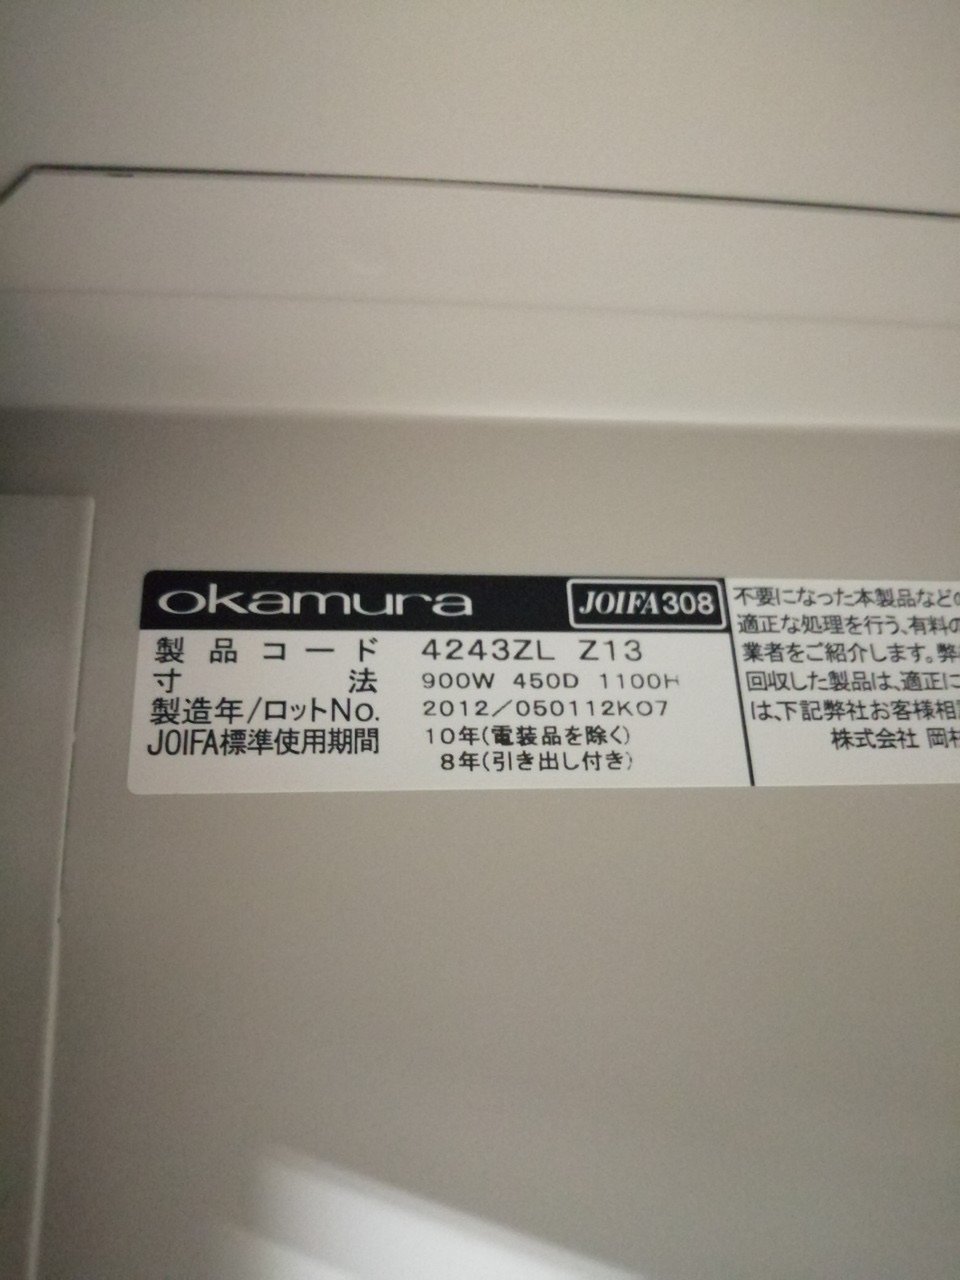 okamura JOIFA308
製品コード 4243ZL Z13
寸法 900W 450D 1100H
製造年/ロットNo. 2012/050112K07
JOIFA標準使用期間 10年(電装品を除く)
8年(引き出し付き)
不要になった本製品などの
適正な処理を行う、有料の
業者をご紹介します。弊
回収した製品は、適正に
は、下記弊社お客様相
株式会社 岡